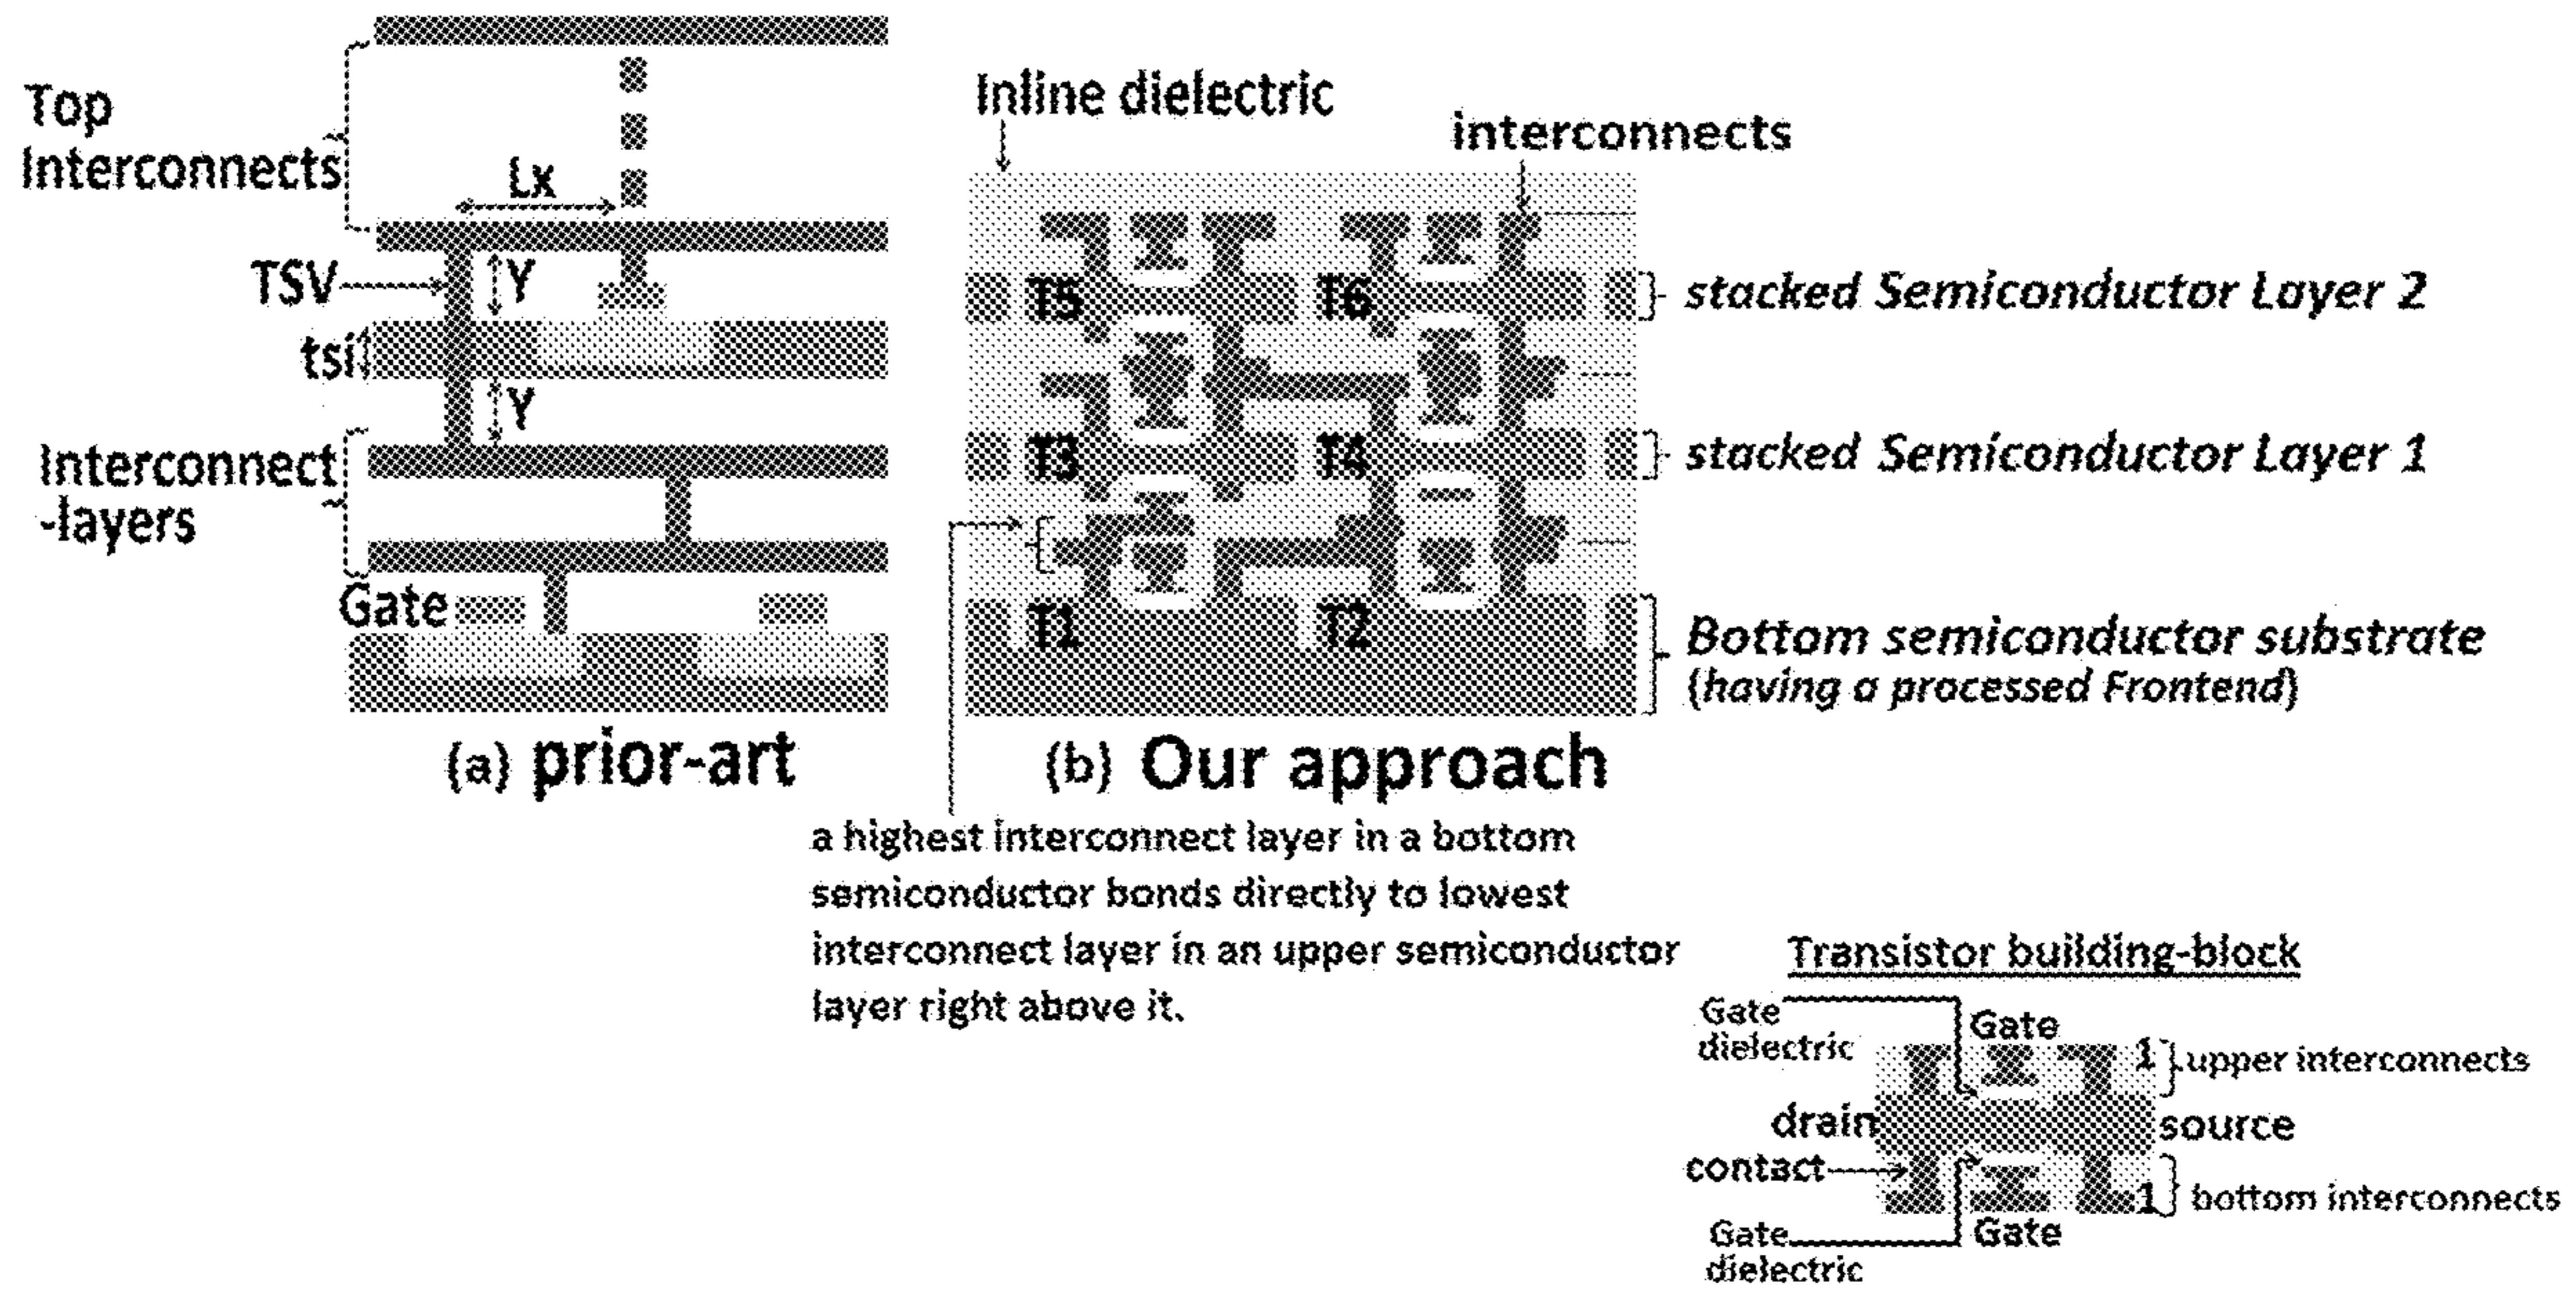 Top
Interconnects
Lx
TSV
Y
tsi
Y
Interconnect
-layers
Gate
(a) prior-art
Inline dielectric
interconnects
T5
T6
stacked Semiconductor Layer 2
T3
T4
stacked Semiconductor Layer 1
T1
T2
Bottom semiconductor substrate
(having a processed Frontend)
(b) Our approach
a highest interconnect layer in a bottom
semiconductor bonds directly to lowest
interconnect layer in an upper semiconductor
layer right above it.
Transistor building-block
Gate
dielectric
Gate
1
upper interconnects
drain
source
contact
1
bottom interconnects
Gate
dielectric
Gate